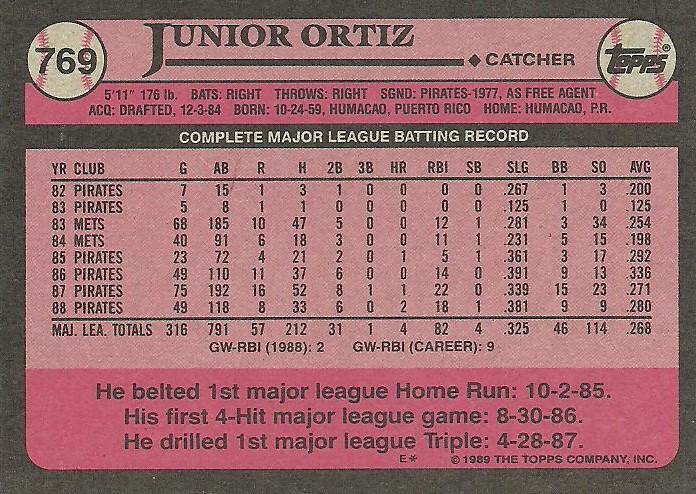 769
JUNIOR ORTIZ
TOPPS®
◆ CATCHER
5'11" 176 lb. BATS: RIGHT THROWS: RIGHT SGND: PIRATES-1977, AS FREE AGENT
ACQ: DRAFTED, 12-3-84 BORN: 10-24-59, HUMACAO, PUERTO RICO HOME: HUMACAO, P.R.
COMPLETE MAJOR LEAGUE BATTING RECORD
YR CLUB G AB R H 2B 3B HR RBI SB SLG BB SO AVG
82 PIRATES 7 15 1 3 1 0 0 0 0 .267 1 3 .200
83 PIRATES 5 8 1 1 0 0 0 0 0 .125 1 0 .125
83 METS 68 185 10 47 5 0 0 12 1 .281 3 34 .254
84 METS 40 91 6 18 3 0 0 11 1 .231 5 15 .198
85 PIRATES 23 72 4 21 2 0 1 5 1 .361 3 17 .292
86 PIRATES 49 110 11 37 6 0 0 14 0 .391 9 13 .336
87 PIRATES 75 192 16 52 8 1 1 22 0 .339 15 23 .271
88 PIRATES 49 118 8 33 6 0 2 18 1 .381 9 9 .280
MAJ. LEA. TOTALS 316 791 57 212 31 1 4 82 4 .325 46 114 .268
GW-RBI (1988): 2 GW-RBI (CAREER): 9
He belted 1st major league Home Run: 10-2-85.
His first 4-Hit major league game: 8-30-86.
He drilled 1st major league Triple: 4-28-87.
E* © 1989 THE TOPPS COMPANY, INC.